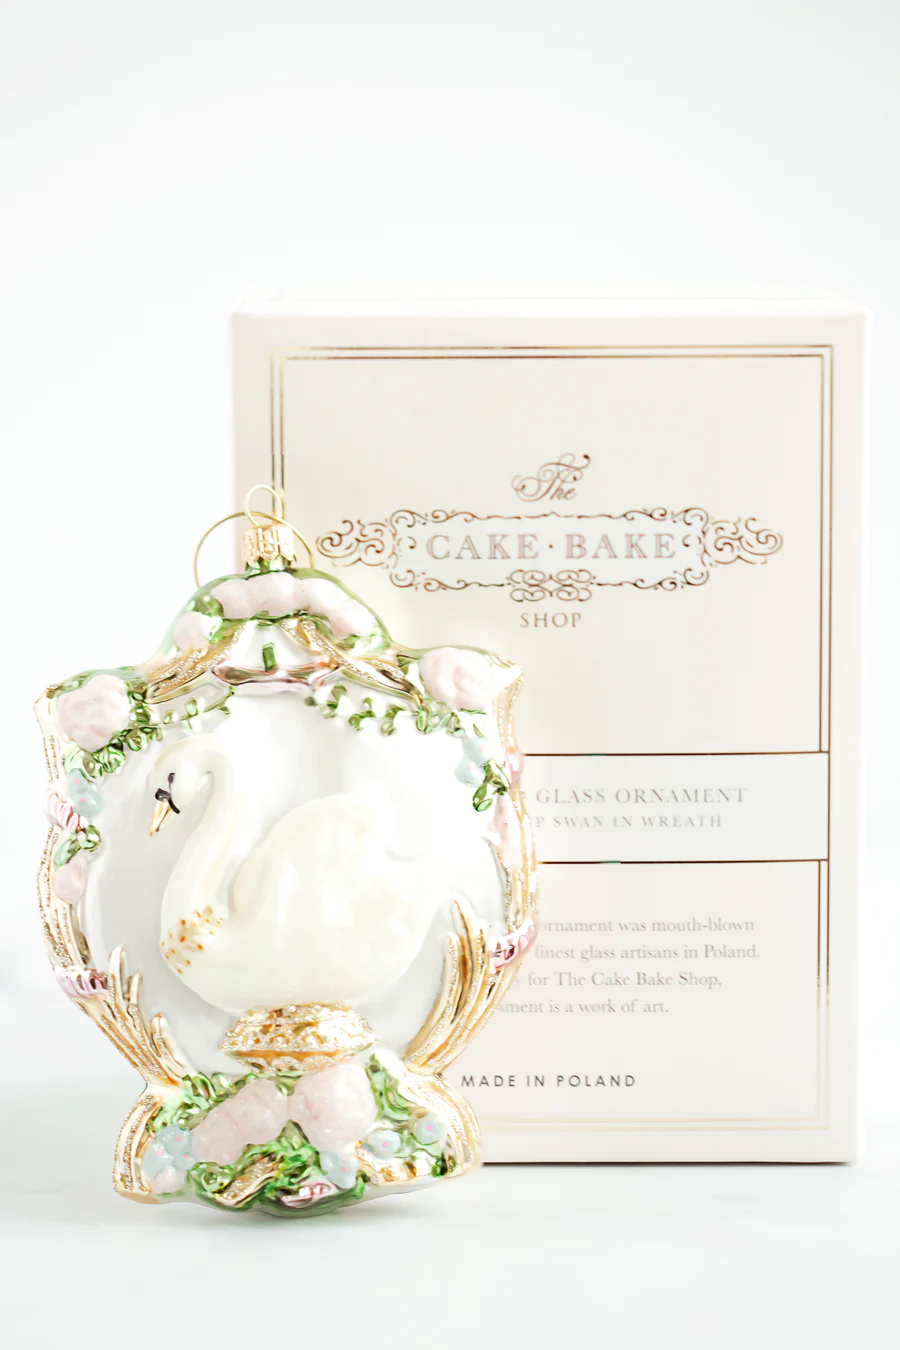 The
CAKE · BAKE
SHOP
GLASS ORNAMENT
SWAN IN WREATH
ornament was mouth-blown
finest glass artisans in Poland.
for The Cake Bake Shop,
is a work of art.
MADE IN POLAND